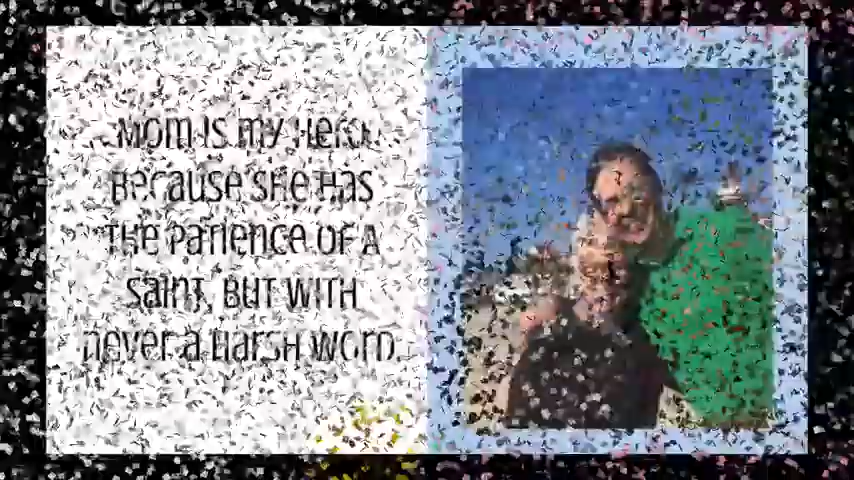 Mom is my Hero
Because she Has
THE Patience OF A
saint, BUT WITH
never a Harsh word.